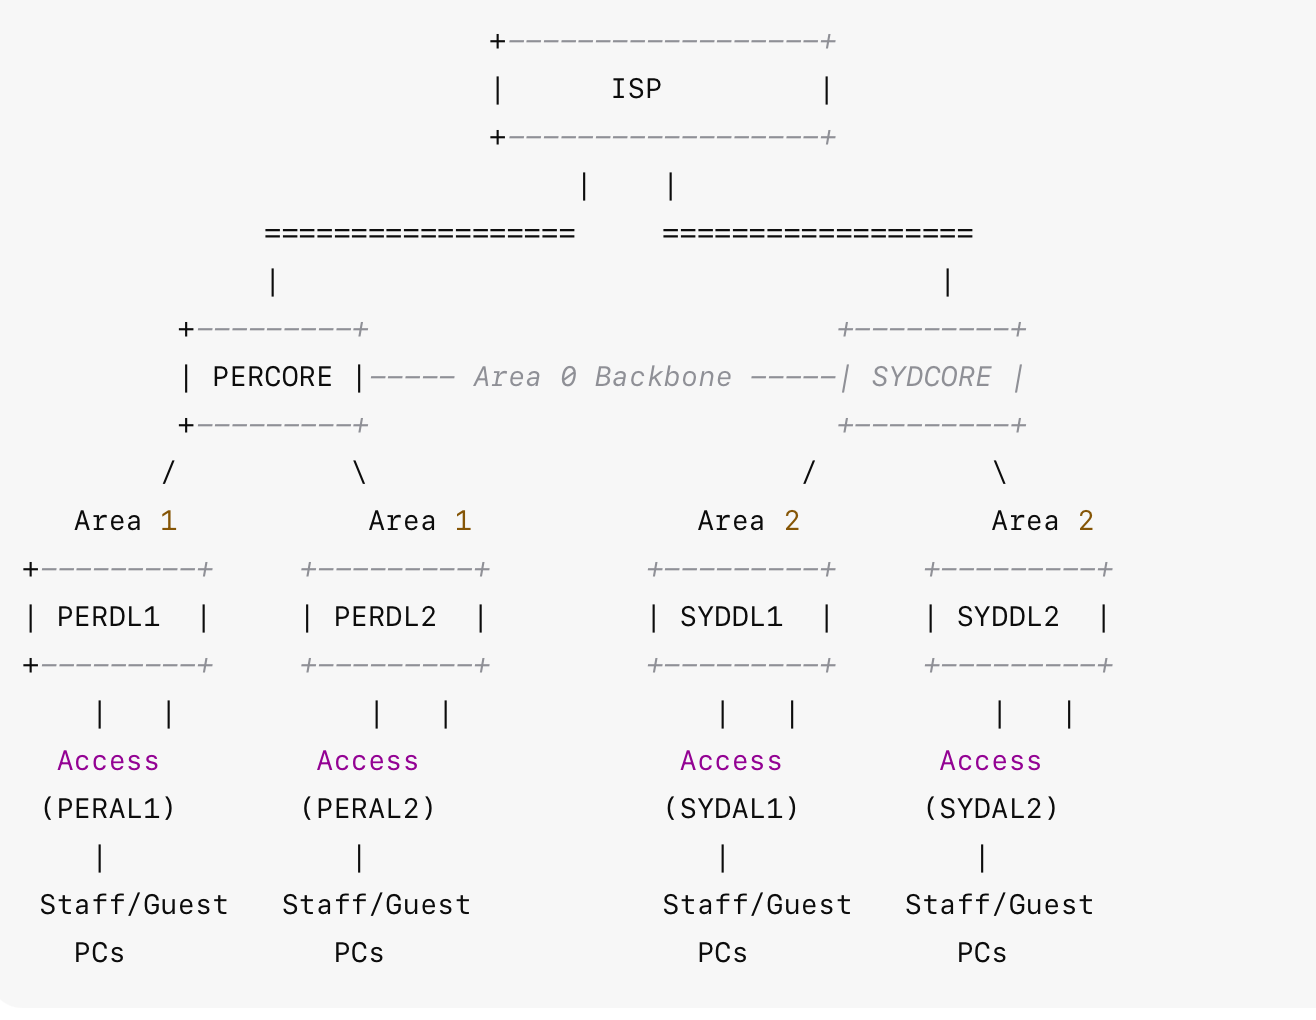 +------------------+
|      ISP         |
+------------------+
|    |
==================     ==================
|                                       |
+---------+                           +---------+
| PERCORE |----- Area 0 Backbone -----| SYDCORE |
+---------+                           +---------+
/          \                         /          \
Area 1           Area 1             Area 2           Area 2
+---------+     +---------+         +---------+     +---------+
| PERDL1  |     | PERDL2  |         | SYDDL1  |     | SYDDL2  |
+---------+     +---------+         +---------+     +---------+
|   |           |   |               |   |           |   |
Access         Access               Access         Access
(PERAL1)       (PERAL2)             (SYDAL1)       (SYDAL2)
|              |                    |              |
Staff/Guest   Staff/Guest           Staff/Guest   Staff/Guest
PCs            PCs                  PCs            PCs